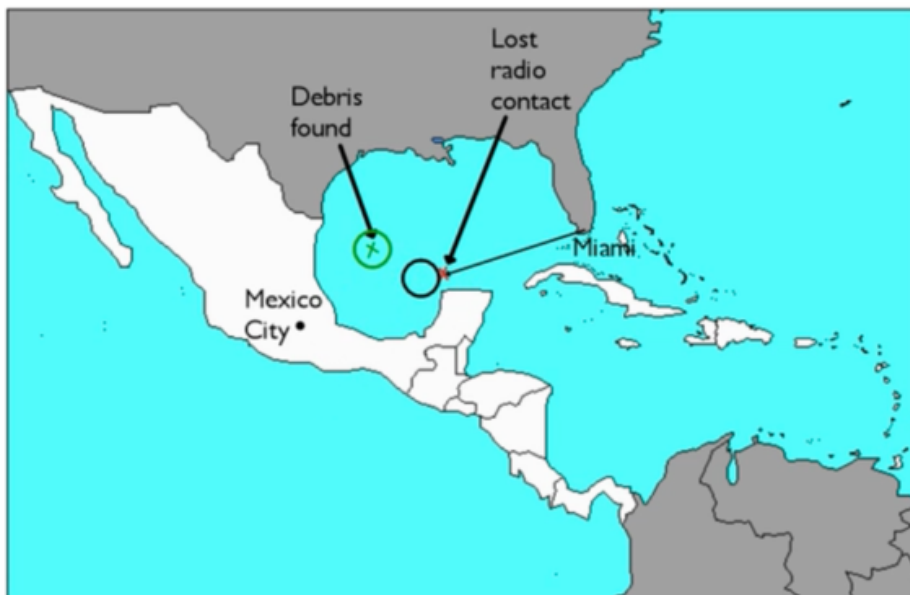 Lost
radio
contact
Debris
found
Miami
Mexico
City